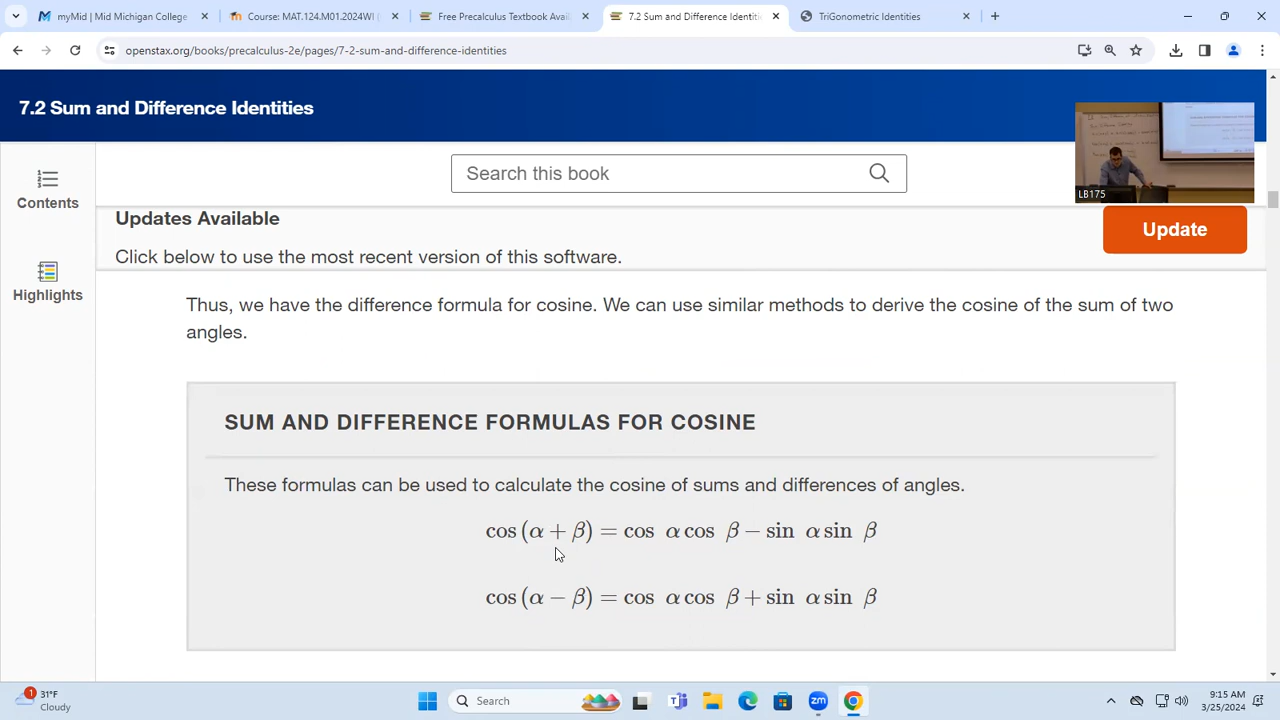 myMid | Mid Michigan College
Course: MAT.124.M01.2024WI (
Free Precalculus Textbook Avail
7.2 Sum and Difference Identitie
TriGonometric Identities
openstax.org/books/precalculus-2e/pages/7-2-sum-and-difference-identities
7.2 Sum and Difference Identities
Search this book
Contents
Highlights
LB175
Updates Available
Click below to use the most recent version of this software.
Update
Thus, we have the difference formula for cosine. We can use similar methods to derive the cosine of the sum of two
angles.
SUM AND DIFFERENCE FORMULAS FOR COSINE
These formulas can be used to calculate the cosine of sums and differences of angles.
cos (α + β) = cos α cos β − sin α sin β
cos (α − β) = cos α cos β + sin α sin β
1
31°F
Cloudy
Search
zm
9:15 AM
3/25/2024